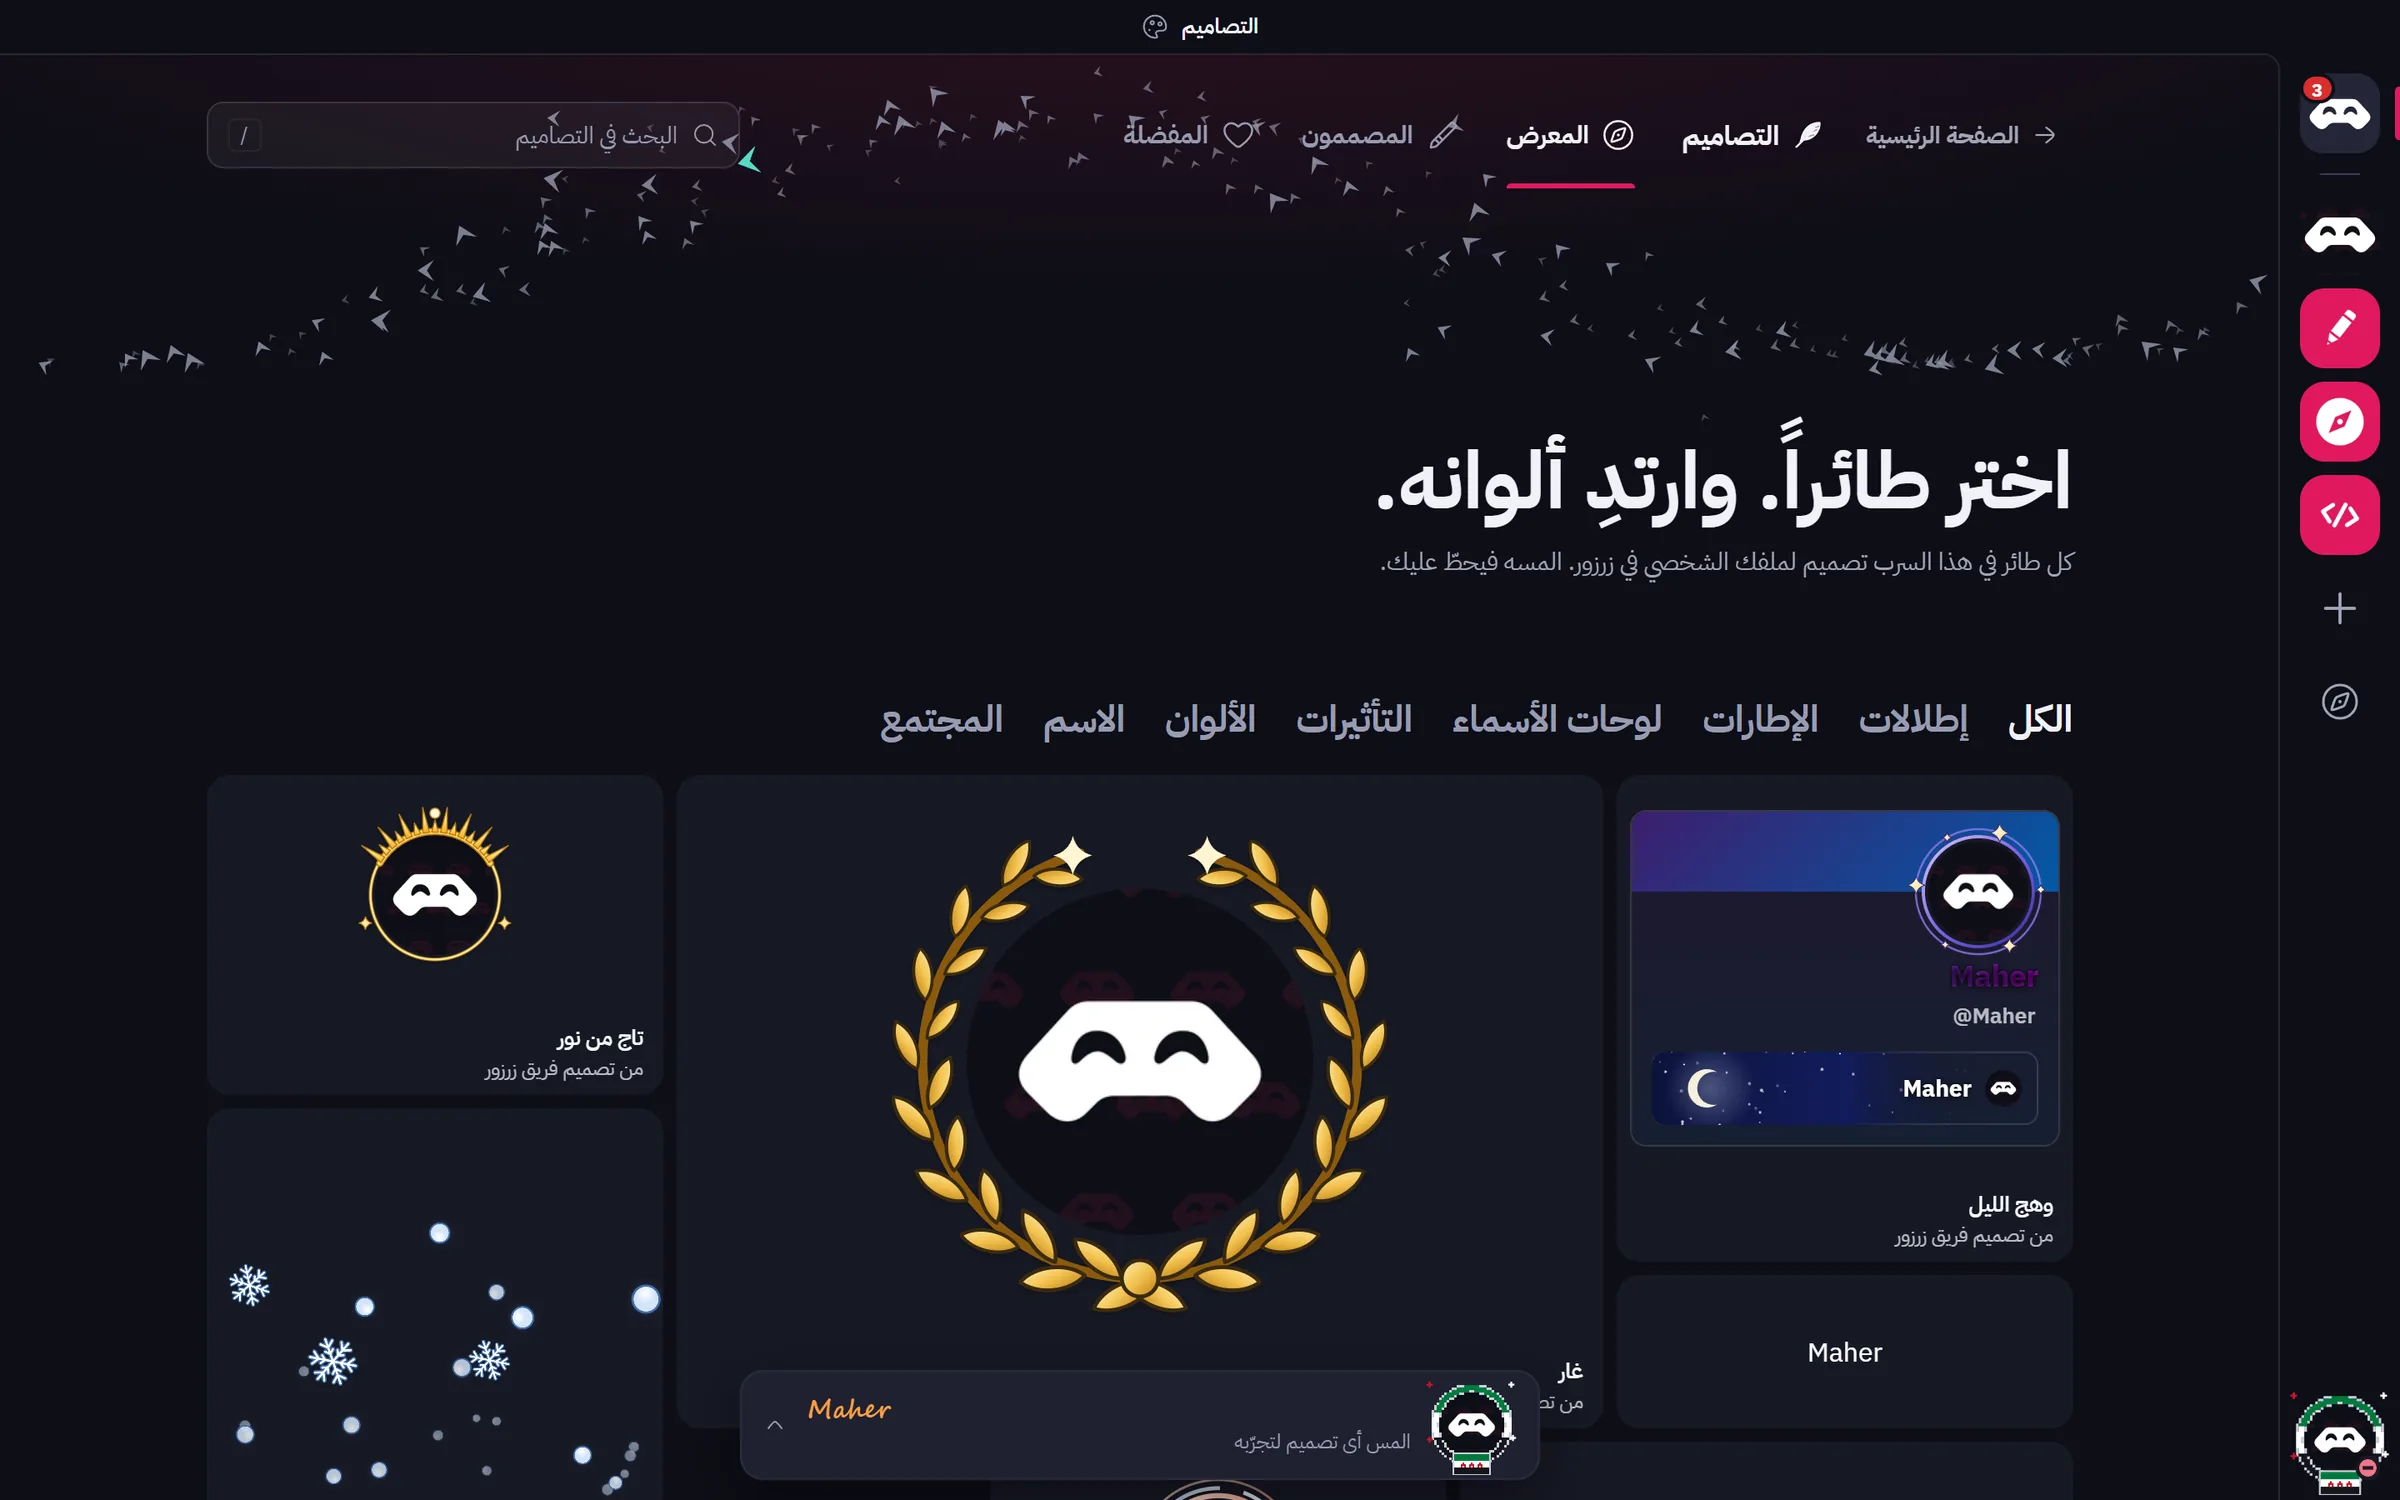 التصاميم
3
الصفحة الرئيسية
التصاميم
المعرض
المصممون
المفضلة
البحث في التصاميم
/
اختر طائراً. وارتدِ ألوانه.
كل طائر في هذا السرب تصميم لملفك الشخصي في زرزور. المسه فيحطّ عليك.
الكل
إطلالات
الإطارات
لوحات الأسماء
التأثيرات
الألوان
الاسم
المجتمع
Maher
@Maher
Maher
وهج الليل
من تصميم فريق زرزور
Maher
غار
من تص
تاج من نور
من تصميم فريق زرزور
Maher
المس أي تصميم لتجرّبه